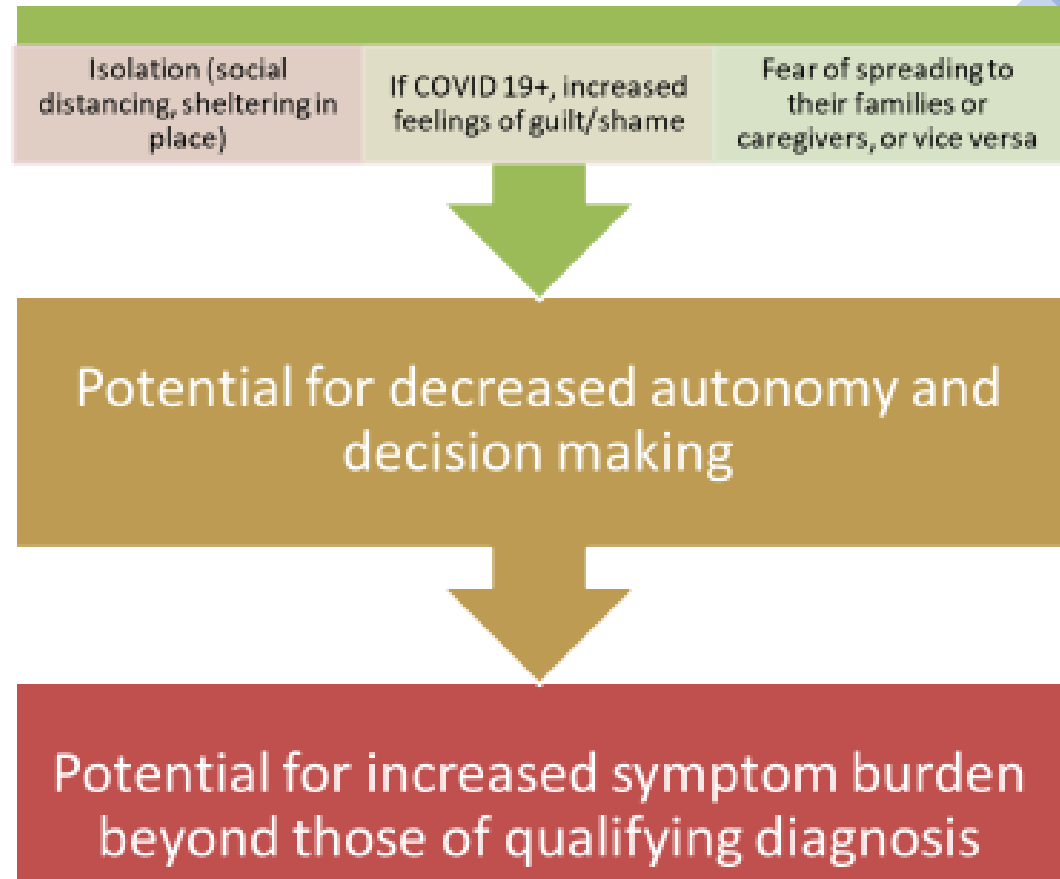 Isolation (social
distancing, sheltering in
place)
If COVID 19+, increased
feelings of guilt/shame
Fear of spreading to
their families or
caregivers, or vice versa
Potential for decreased autonomy and
decision making
Potential for increased symptom burden
beyond those of qualifying diagnosis